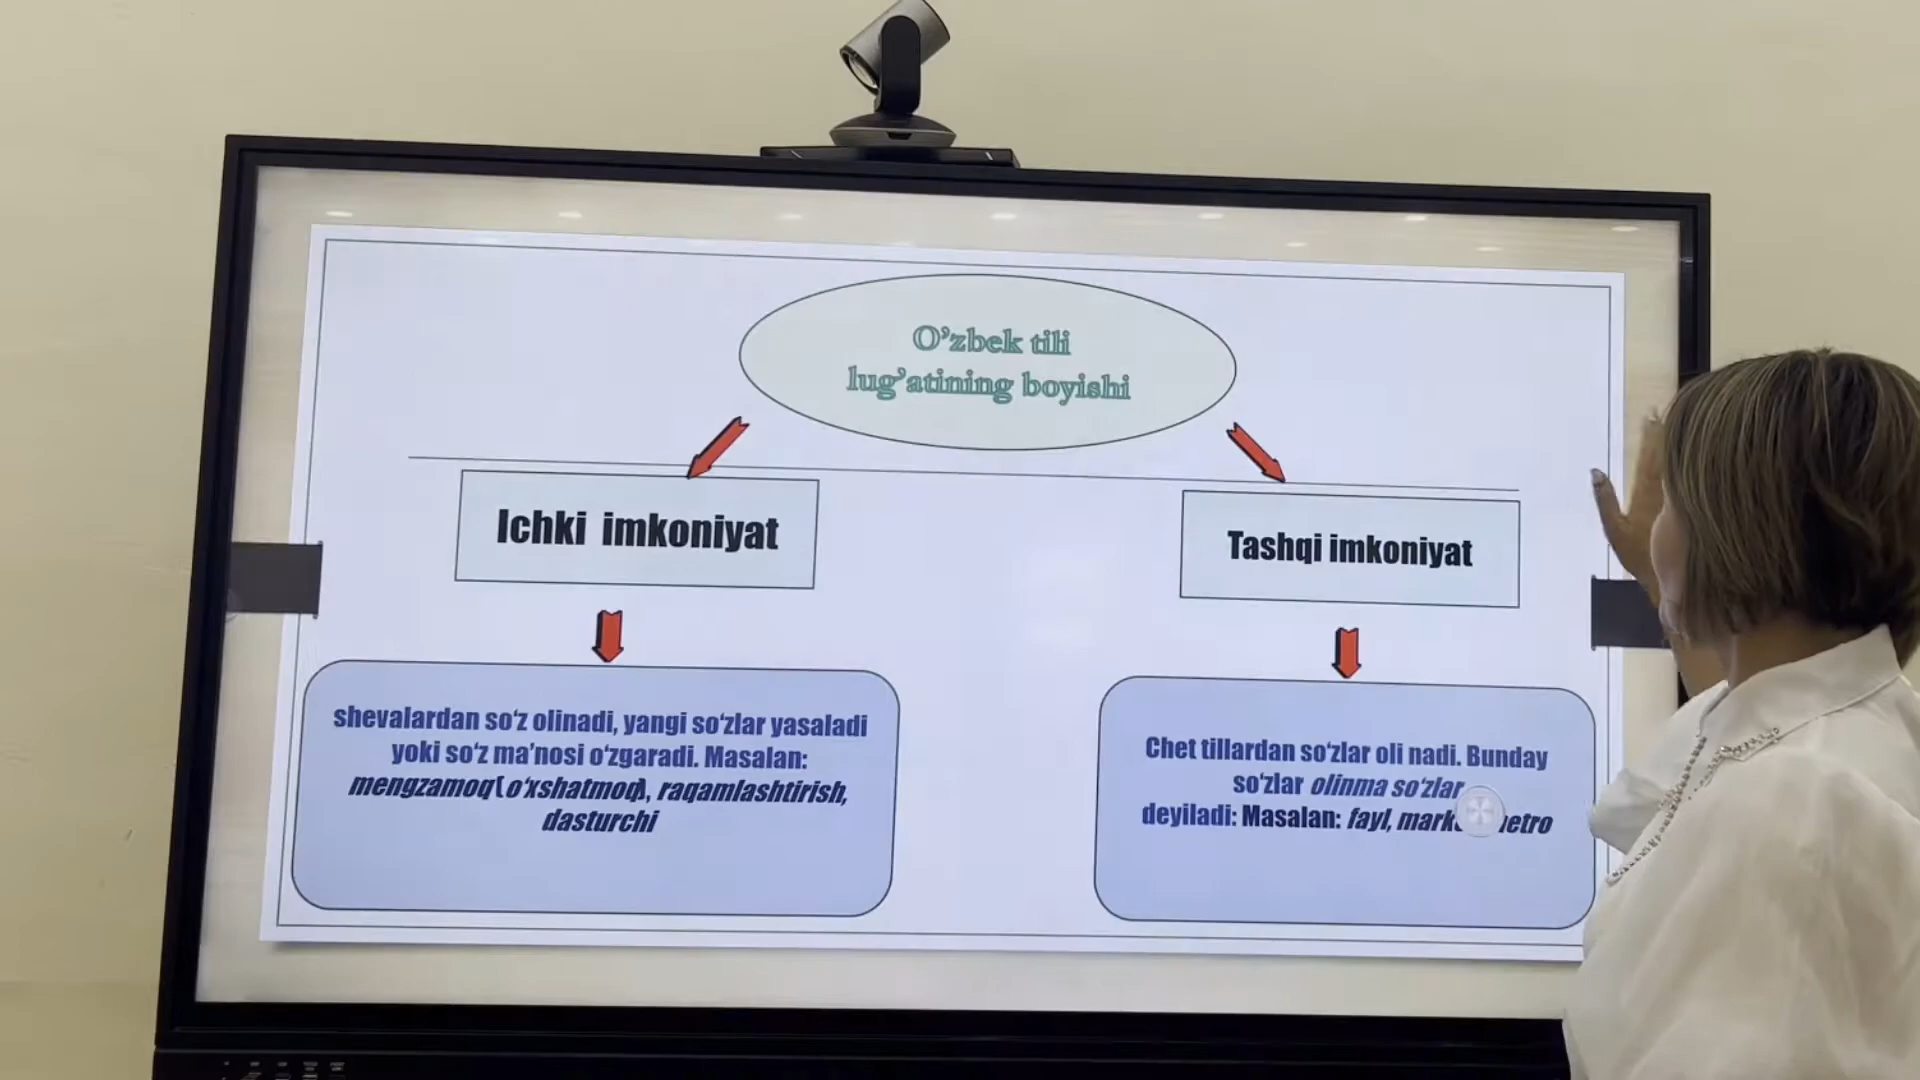 O’zbek tili
lug’atining boyishi
Ichki imkoniyat
Tashqi imkoniyat
shevalardan so‘z olinadi, yangi so‘zlar yasaladi
yoki so‘z ma’nosi o‘zgaradi. Masalan:
mengzamoq(o‘xshatmoq), raqamlashtirish,
dasturchi
Chet tillardan so‘zlar oli nadi. Bunday
so‘zlar olinma so‘zlar
deyiladi: Masalan: fayl,